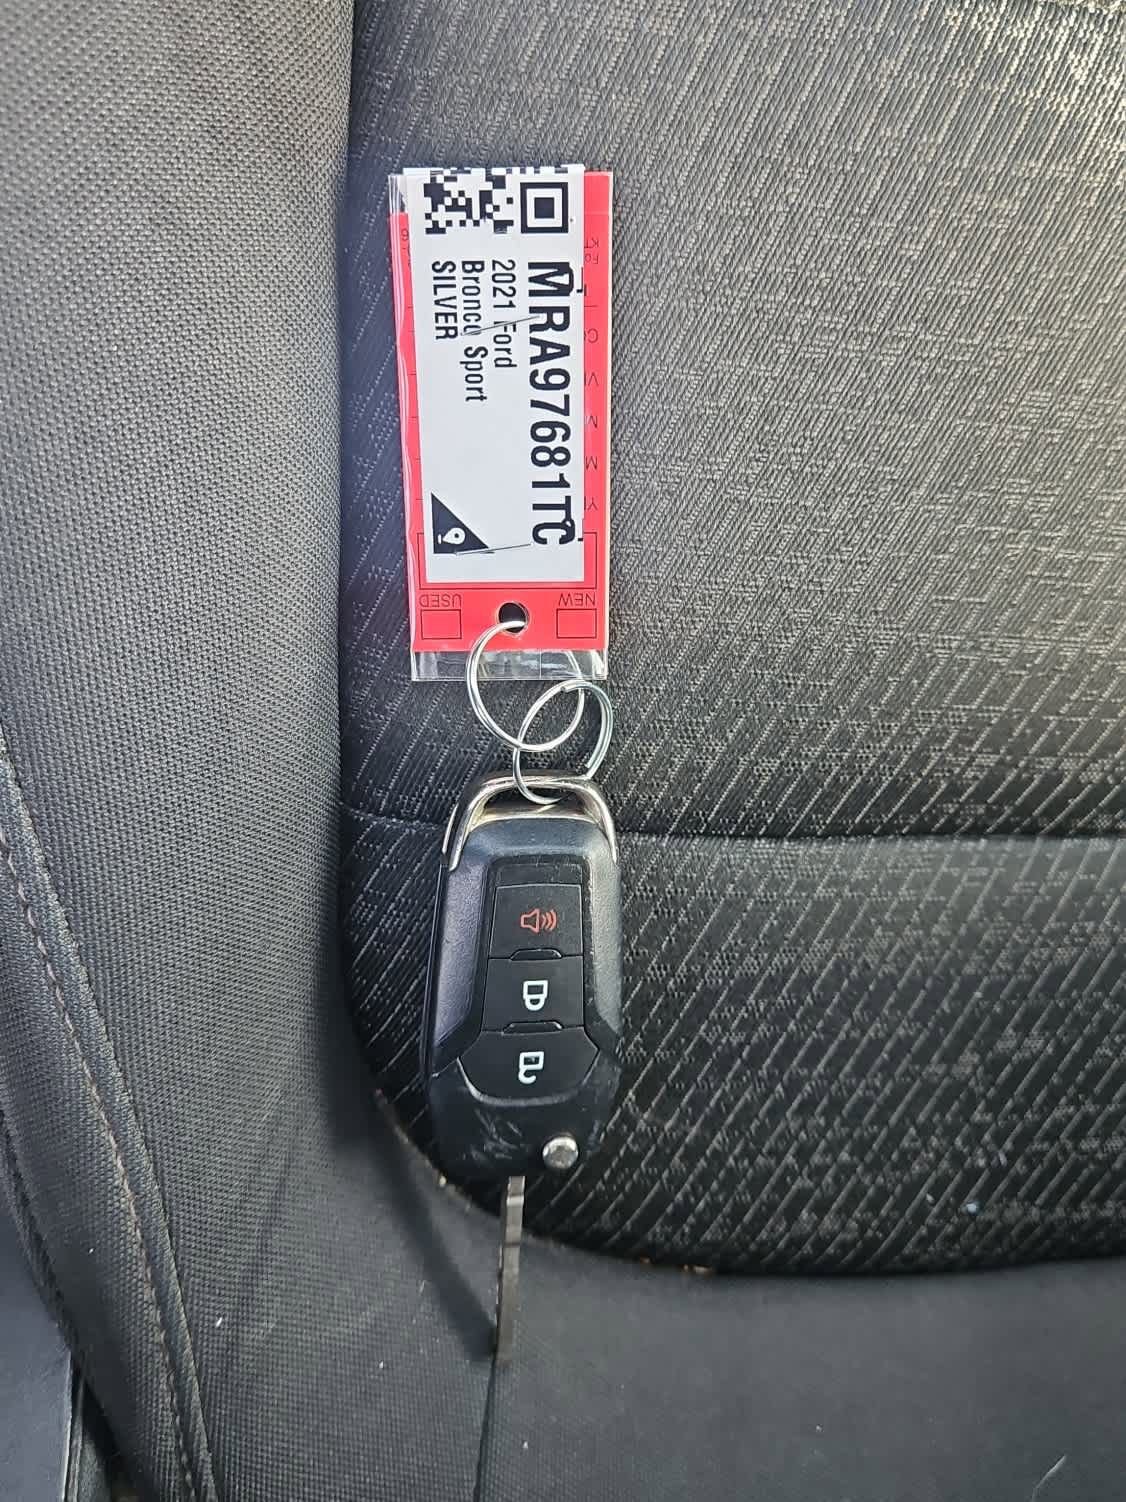 MRA97681TC
2021 Ford
Bronco Sport
SILVER
NEW
USED